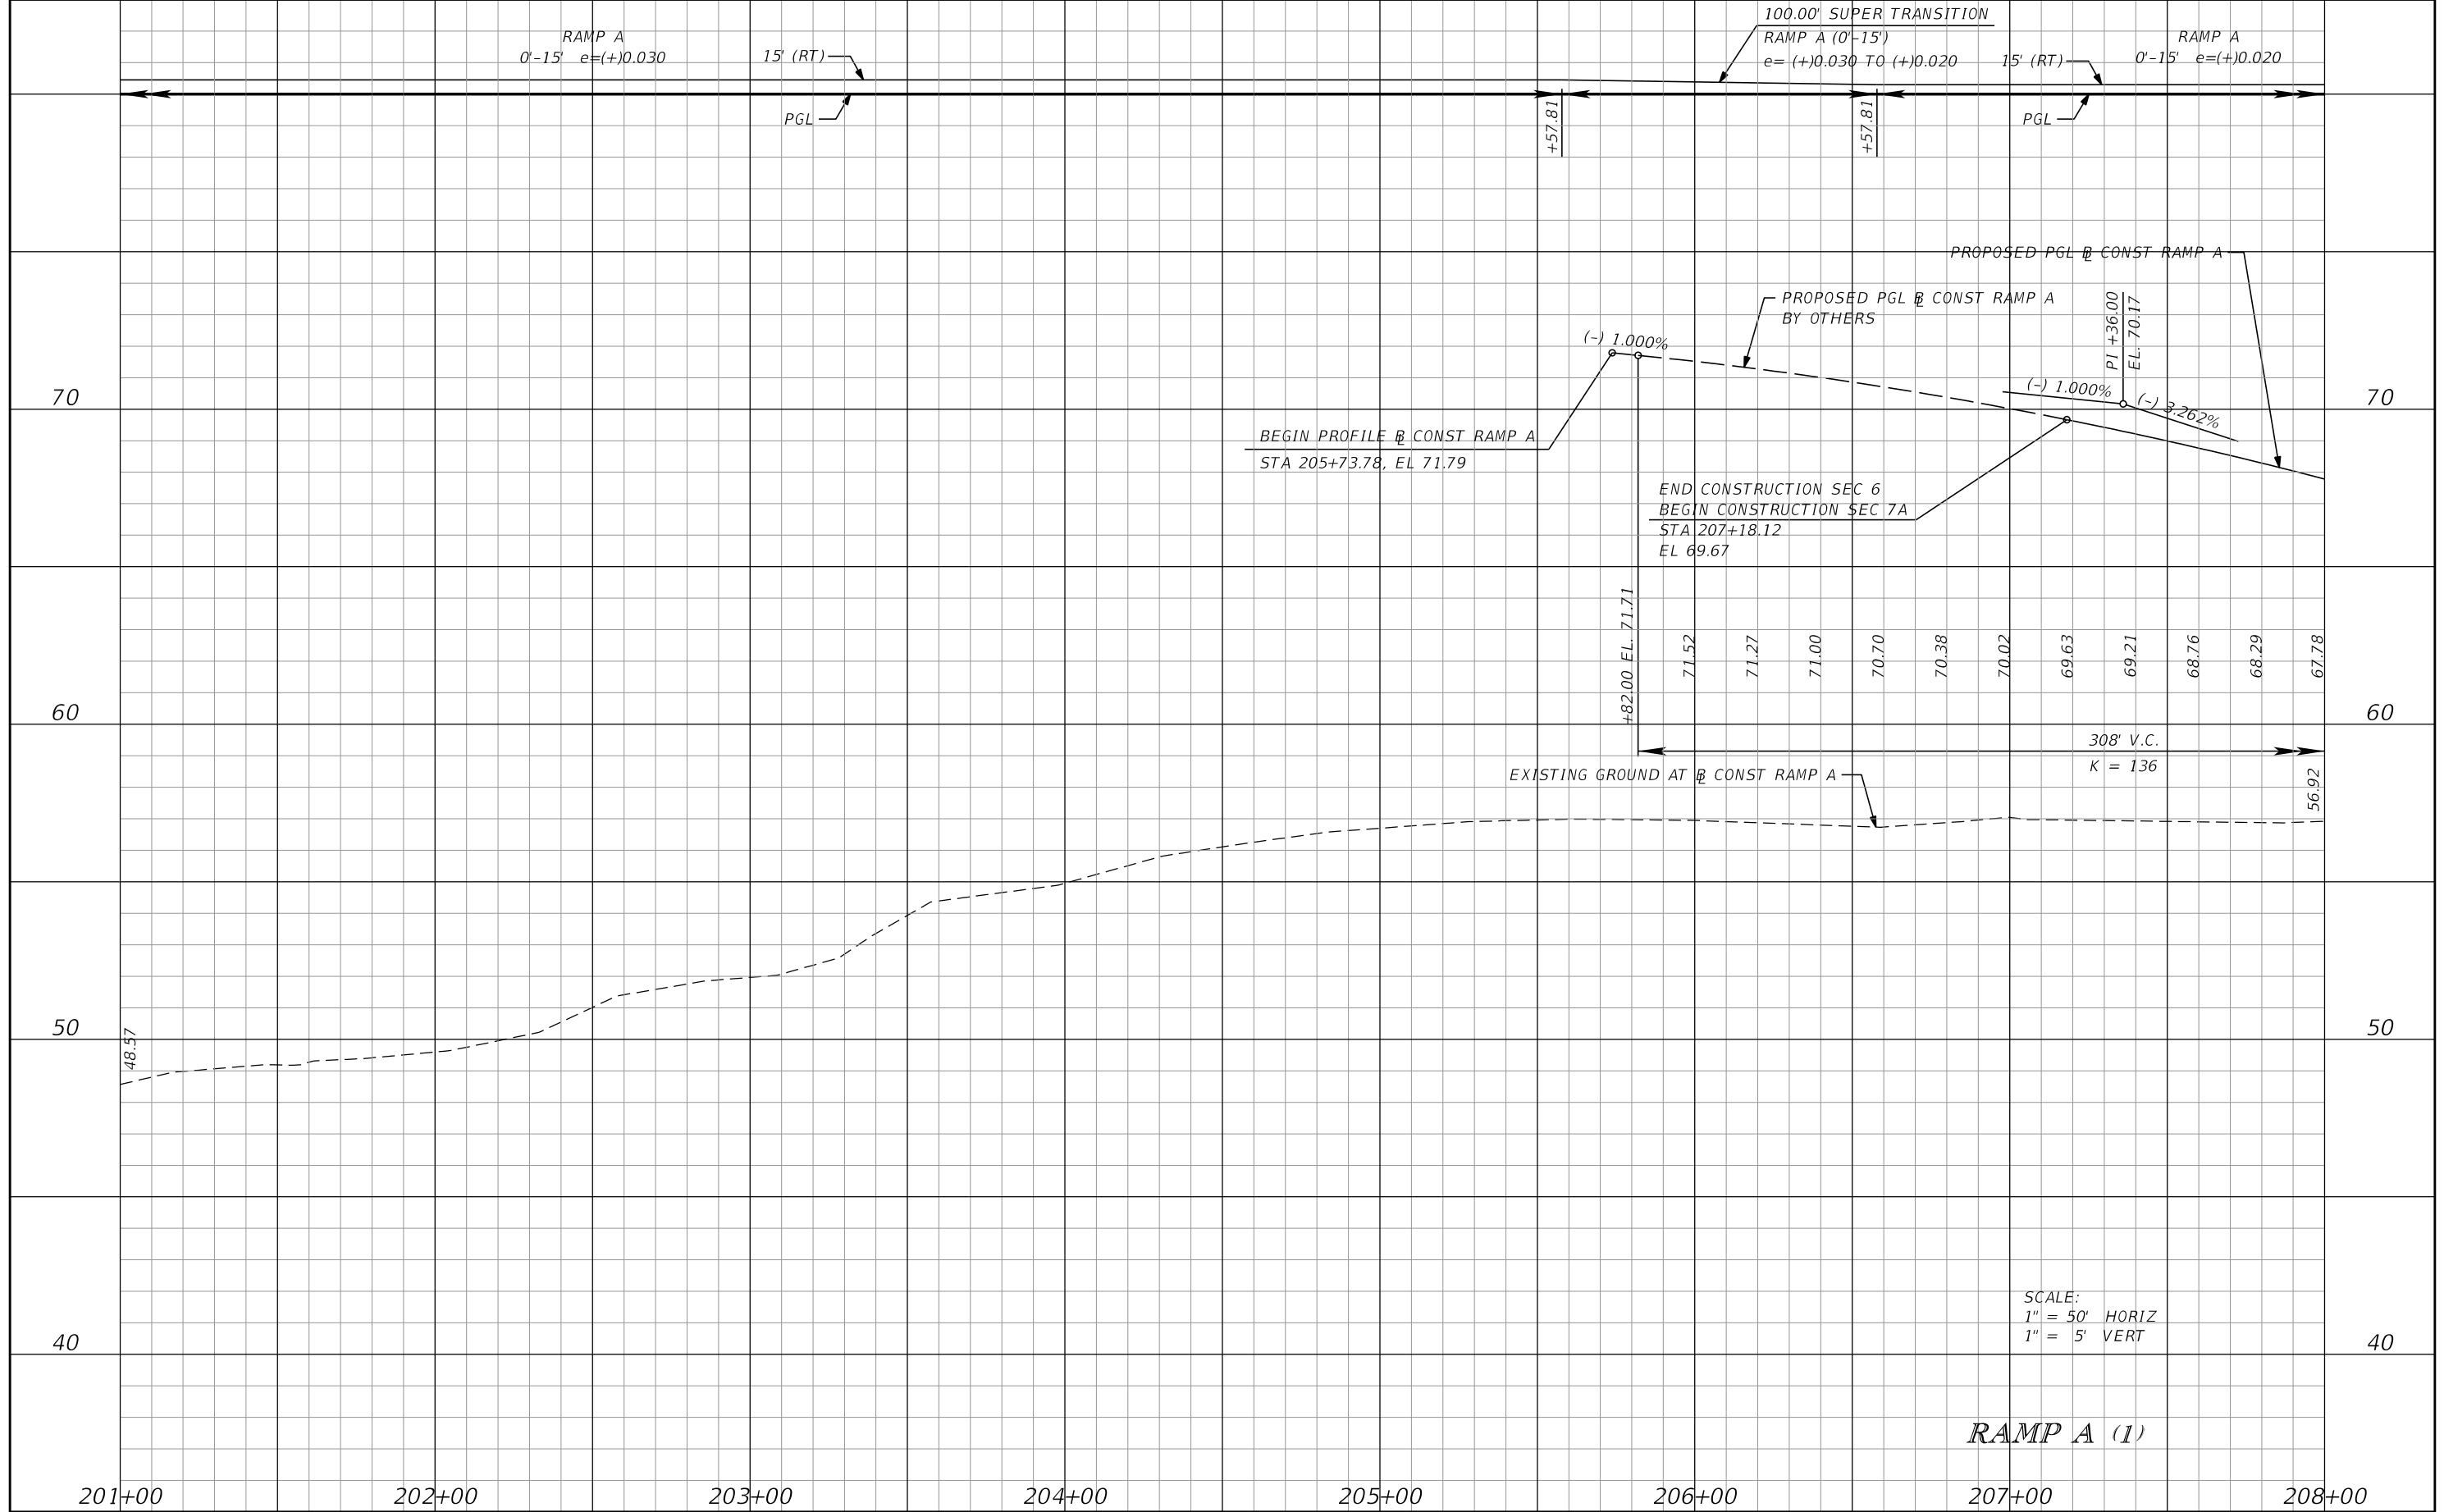 RAMP A
0'-15' e=(+)0.030
15' (RT)
PGL
100.00' SUPER TRANSITION
RAMP A (0'-15')
e= (+)0.030 TO (+)0.020
15' (RT)
RAMP A
0'-15' e=(+)0.020
PGL
+57.81
+57.81
PROPOSED PGL BL CONST RAMP A
PROPOSED PGL BL CONST RAMP A
BY OTHERS
PI +36.00
EL. 70.17
(-) 1.000%
(-) 1.000%
(-) 3.262%
70
70
BEGIN PROFILE BL CONST RAMP A
STA 205+73.78, EL 71.79
END CONSTRUCTION SEC 6
BEGIN CONSTRUCTION SEC 7A
STA 207+18.12
EL 69.67
+82.00 EL. 71.71
71.52
71.27
71.00
70.70
70.38
70.02
69.63
69.21
68.76
68.29
67.78
60
60
308' V.C.
K = 136
EXISTING GROUND AT BL CONST RAMP A
56.92
50
50
48.57
SCALE:
1" = 50' HORIZ
1" = 5' VERT
40
40
RAMP A (1)
201+00
202+00
203+00
204+00
205+00
206+00
207+00
208+00